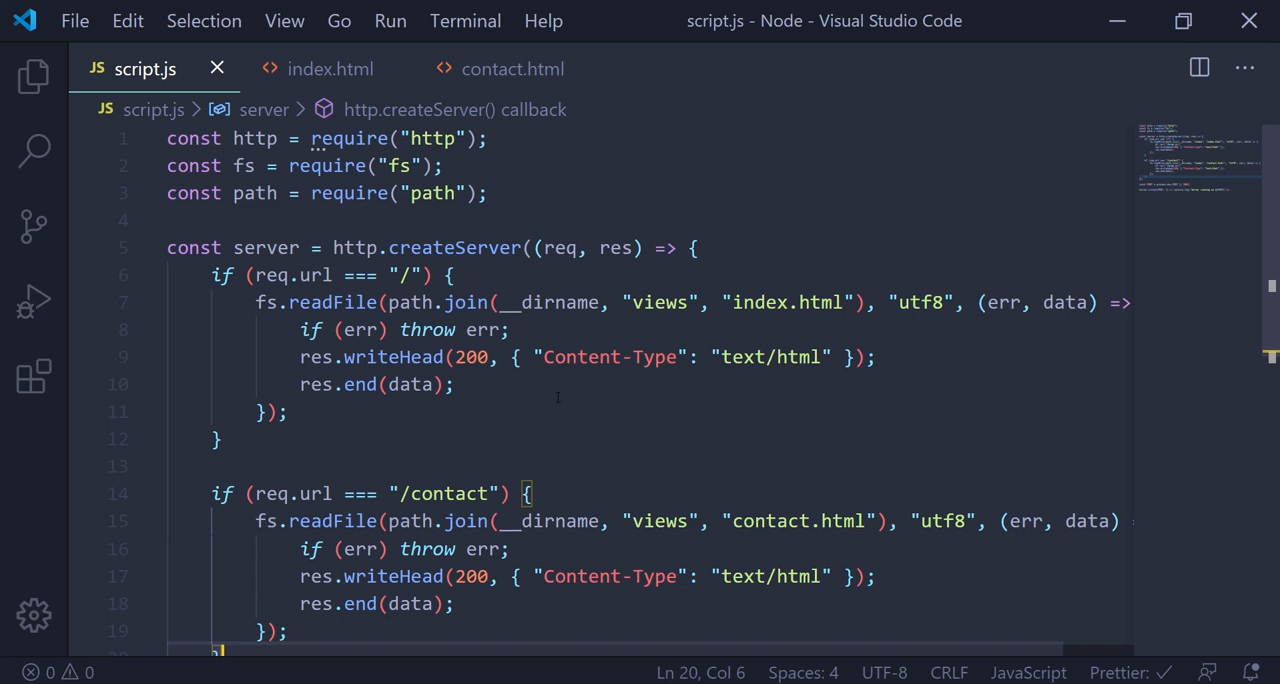 File Edit Selection View Go Run Terminal Help script.js - Node - Visual Studio Code
JS script.js index.html contact.html
JS script.js > server > http.createServer() callback
1 const http = require("http");
2 const fs = require("fs");
3 const path = require("path");
4
5 const server = http.createServer((req, res) => {
6 if (req.url === "/") {
7 fs.readFile(path.join(__dirname, "views", "index.html"), "utf8", (err, data) =>
8 if (err) throw err;
9 res.writeHead(200, { "Content-Type": "text/html" });
10 res.end(data);
11 });
12 }
13
14 if (req.url === "/contact") {
15 fs.readFile(path.join(__dirname, "views", "contact.html"), "utf8", (err, data)
16 if (err) throw err;
17 res.writeHead(200, { "Content-Type": "text/html" });
18 res.end(data);
19 });
20 }
0 0 Ln 20, Col 6 Spaces: 4 UTF-8 CRLF JavaScript Prettier: ✓